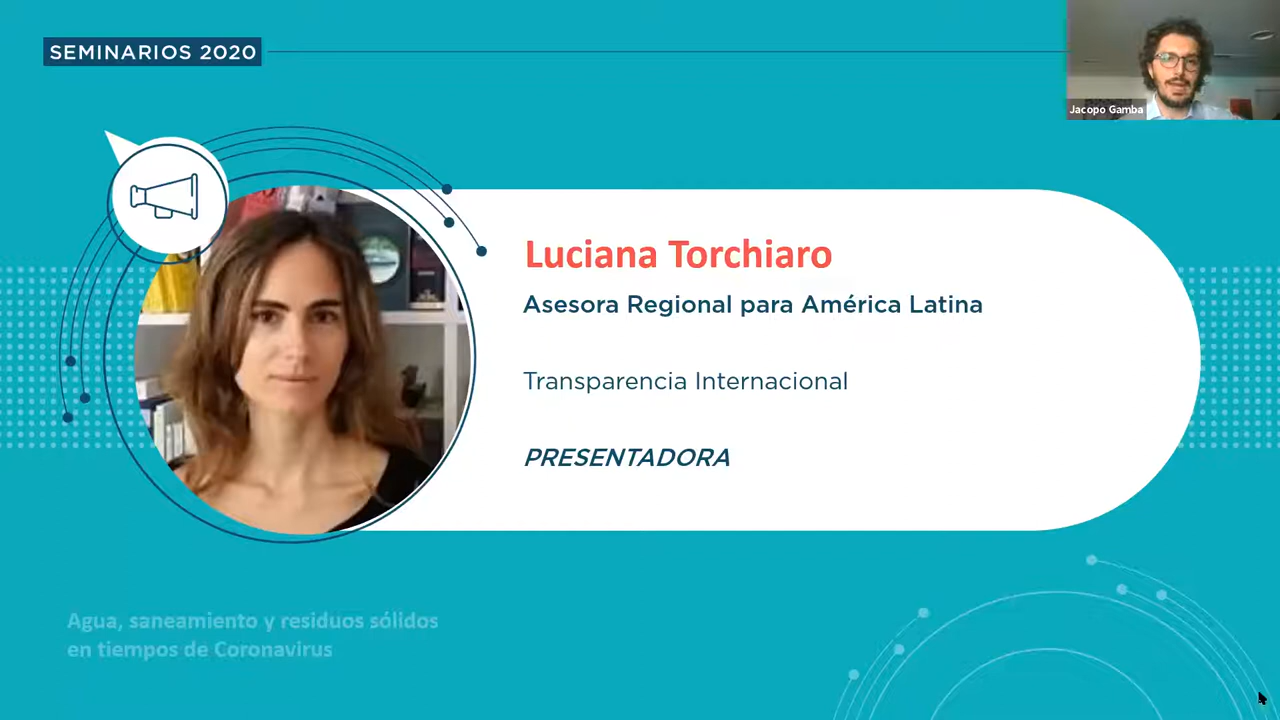 SEMINARIOS 2020
Jacopo Gamba
Luciana Torchiaro
Asesora Regional para América Latina
Transparencia Internacional
PRESENTADORA
Agua, saneamiento y residuos sólidos
en tiempos de Coronavirus